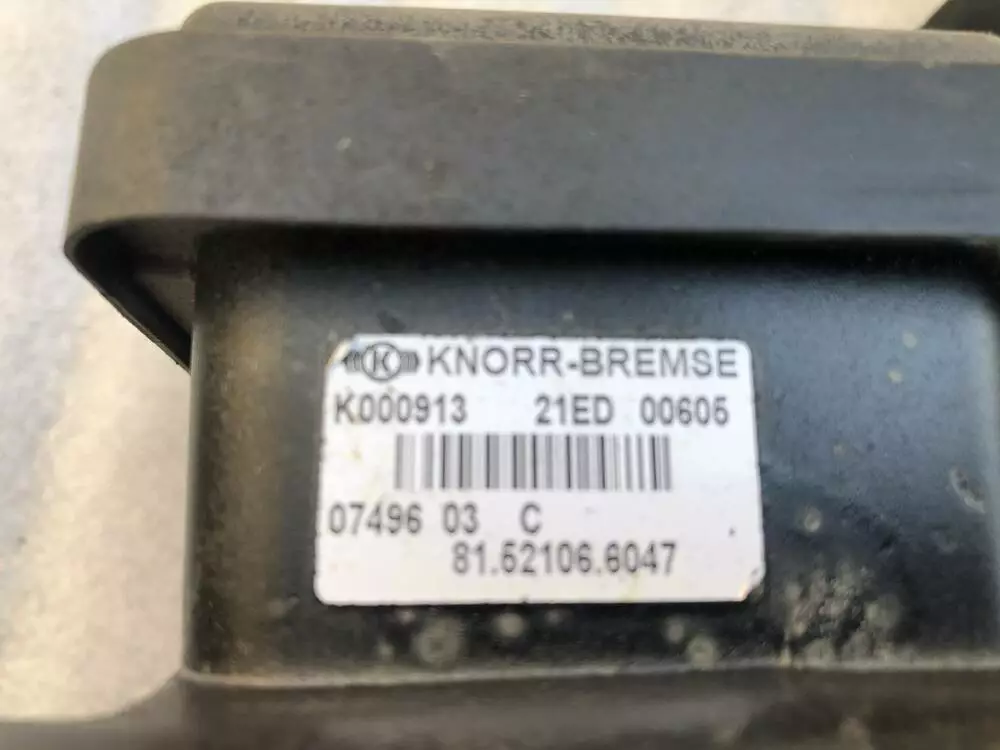 K KNORR-BREMSE
K000913 21ED 00605
07496 03 C
81.52106.6047